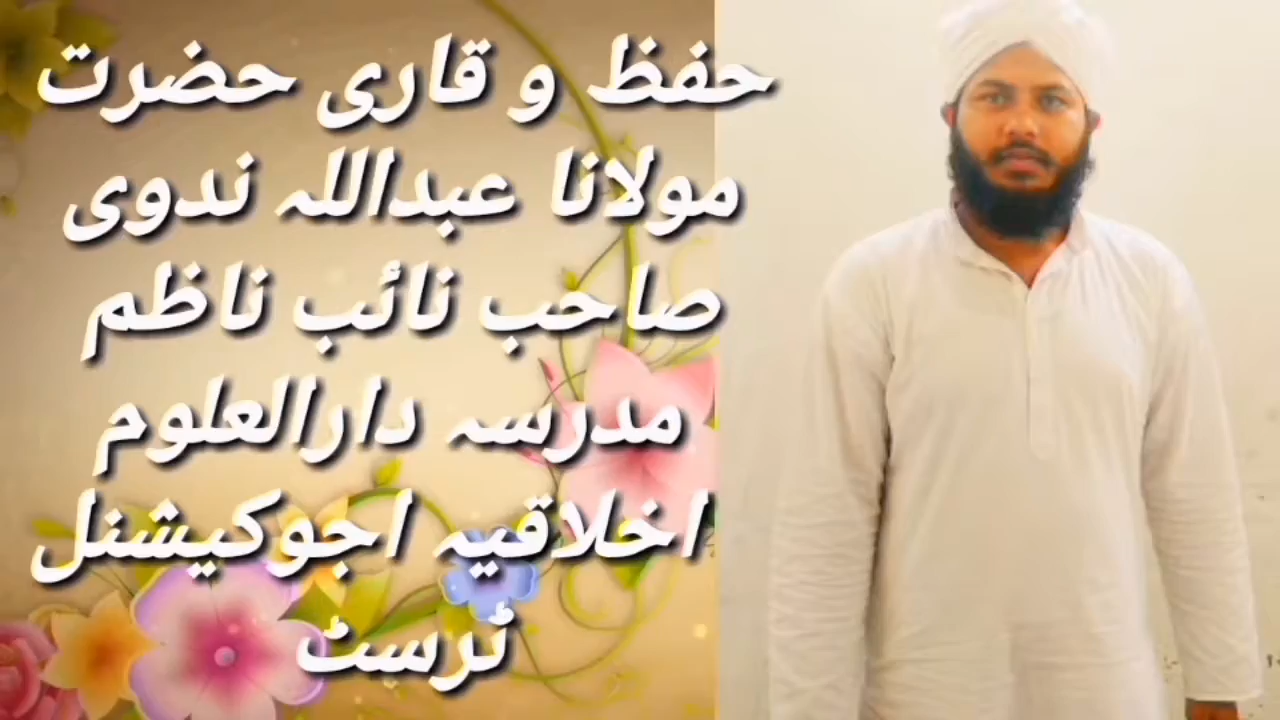 حفظ و قاری حضرت
مولانا عبداللہ ندوی
صاحب نائب ناظم
مدرسہ دارالعلوم
اخلاقیہ اجوکیشنل
ٹرسٹ